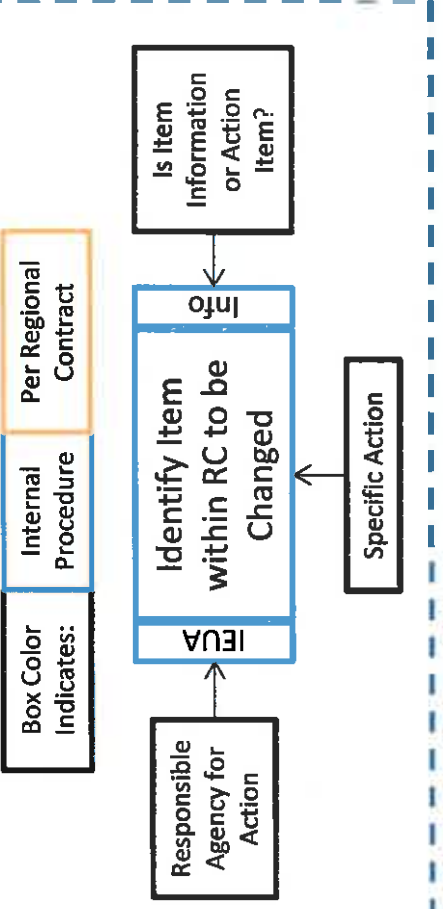 Box Color
Indicates:
Internal
Procedure
Per Regional
Contract
Responsible
Agency for
Action
IEUA
Identify Item
within RC to be
Changed
Info
Is Item
Information
or Action
Item?
Specific Action